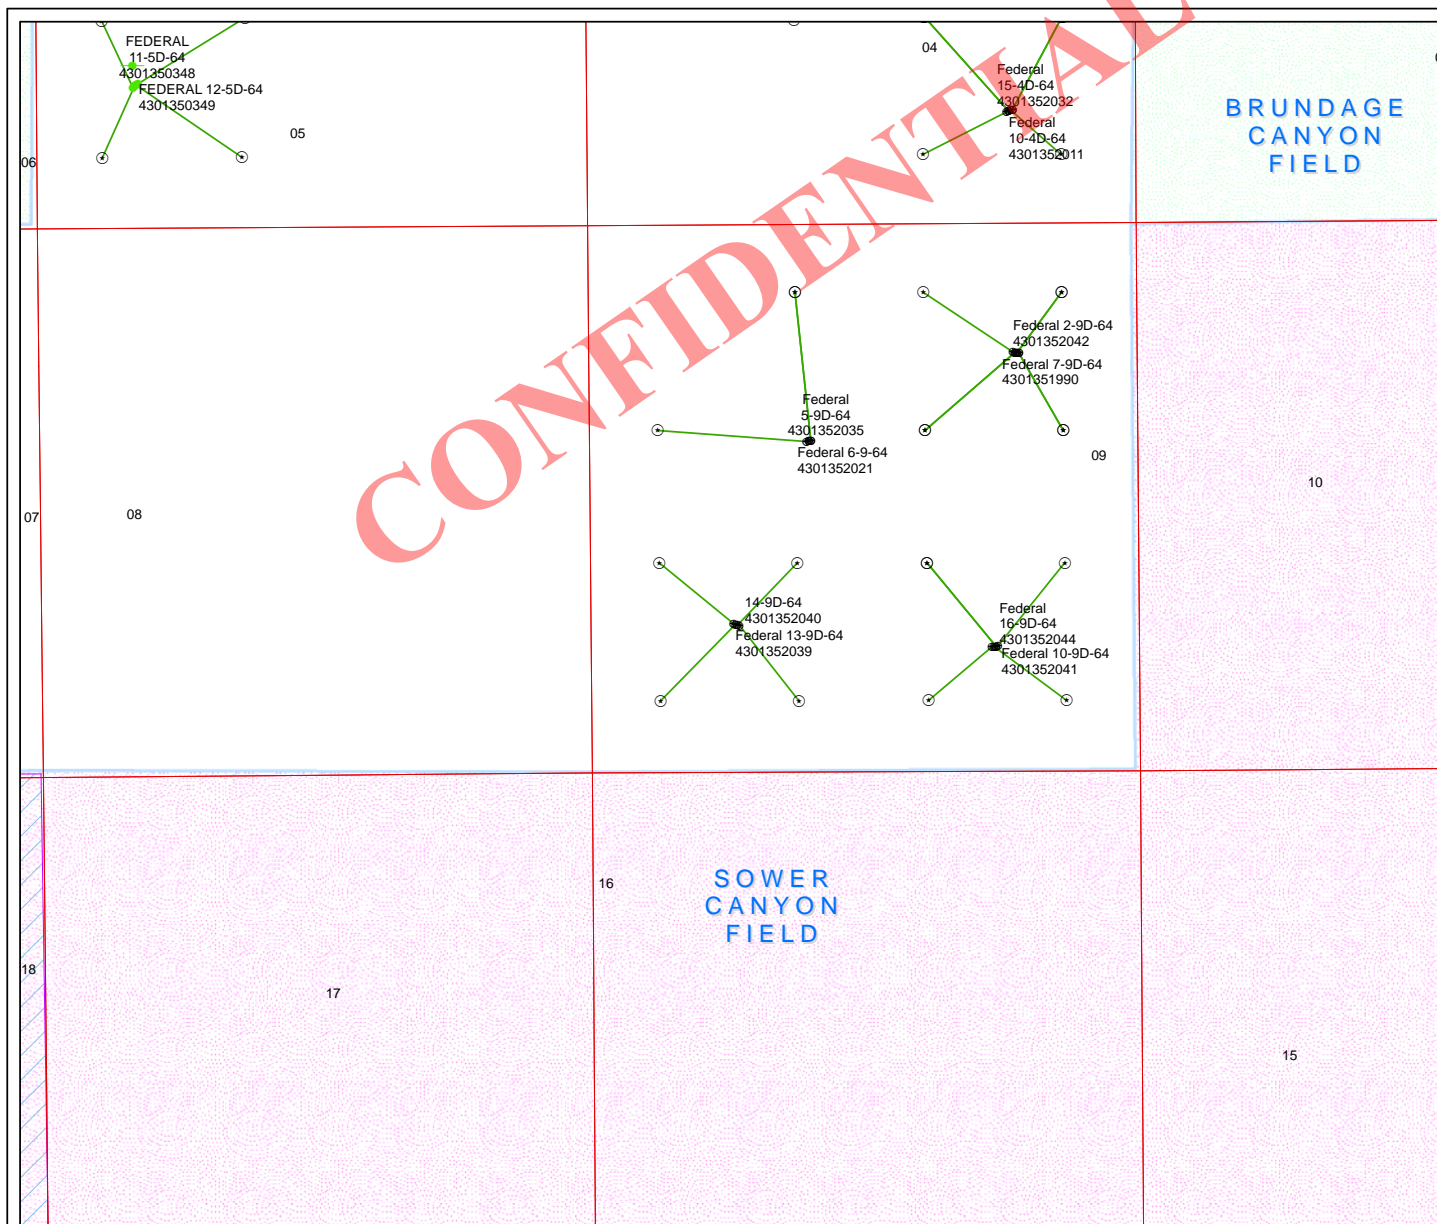 FEDERAL
11-5D-64
4301350348
FEDERAL 12-5D-64
4301350349
05
06
04
Federal
15-4D-64
4301352032
Federal
10-4D-64
4301352011
BRUNDAGE
CANYON
FIELD
CONFIDENTIAL
Federal 2-9D-64
4301352042
Federal 7-9D-64
4301351990
Federal
5-9D-64
4301352035
Federal 6-9-64
4301352021
09
10
07
08
14-9D-64
4301352040
Federal 13-9D-64
4301352039
Federal
16-9D-64
4301352044
Federal 10-9D-64
4301352041
16
SOWER
CANYON
FIELD
18
17
15